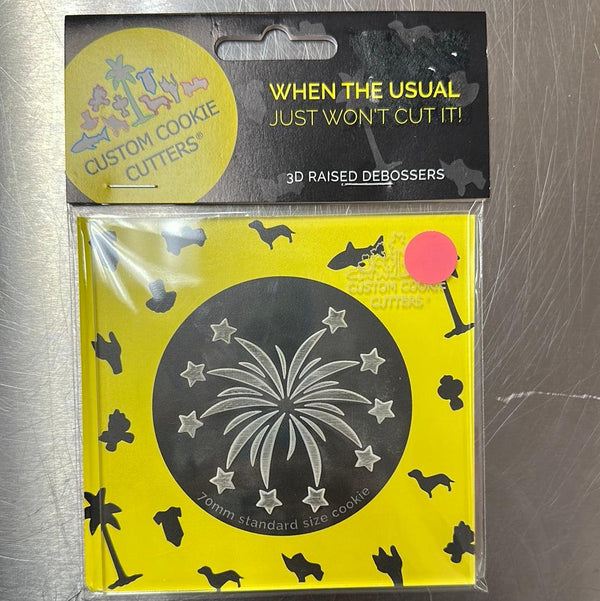 CUSTOM COOKIE
CUTTERS®
WHEN THE USUAL
JUST WON'T CUT IT!
3D RAISED DEBOSSERS
CUSTOM COOKIE
CUTTERS
70mm standard size cookie